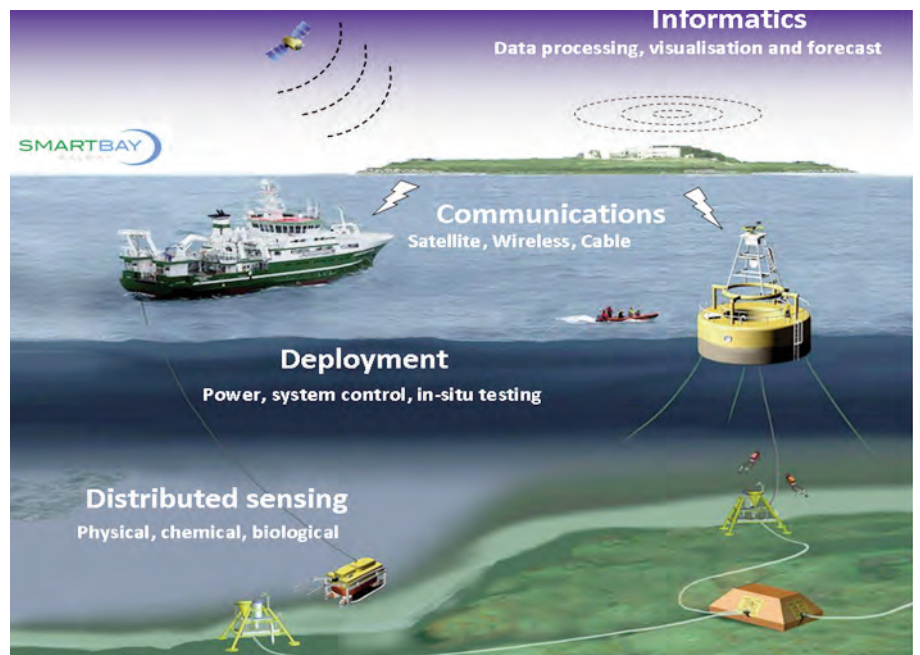 Informatics
Data processing, visualisation and forecast
SMARTBAY
Communications
Satellite, Wireless, Cable
Deployment
Power, system control, in-situ testing
Distributed sensing
Physical, chemical, biological